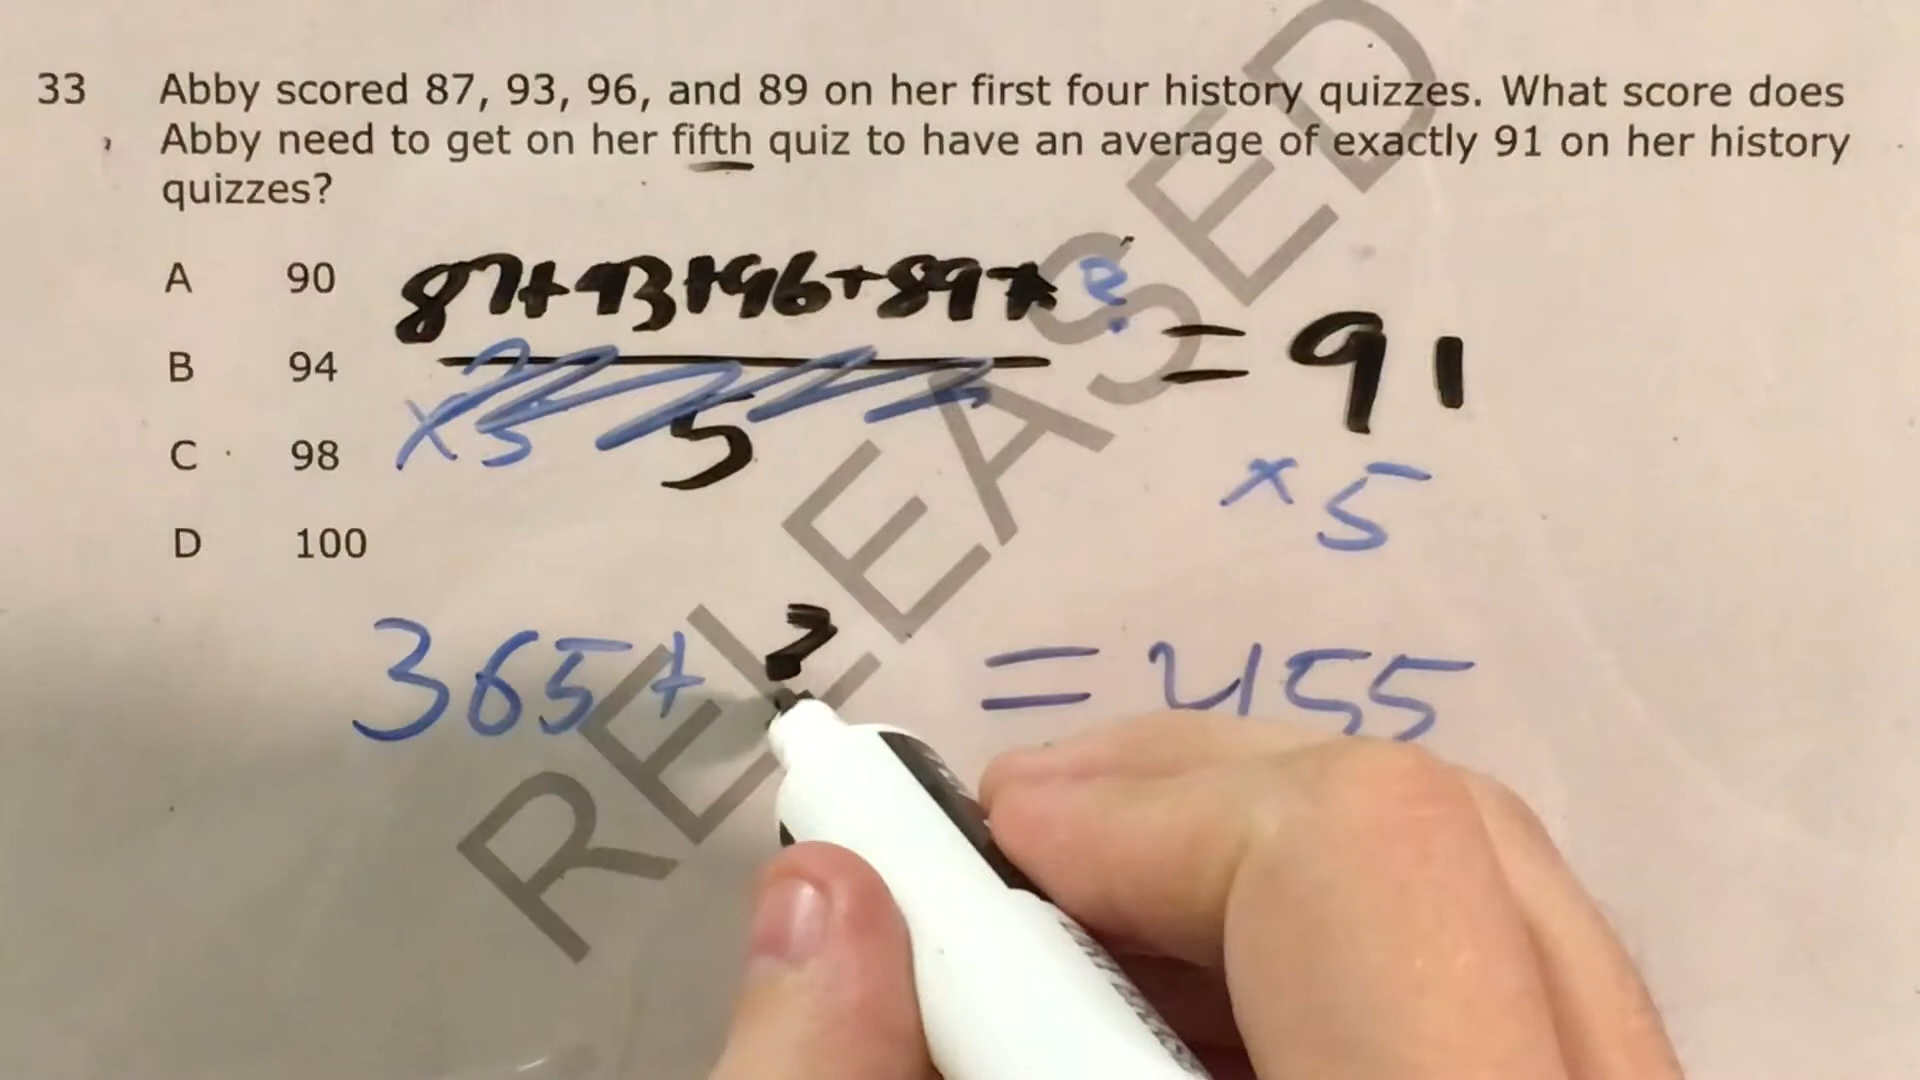 33 Abby scored 87, 93, 96, and 89 on her first four history quizzes. What score does
Abby need to get on her fifth quiz to have an average of exactly 91 on her history
quizzes?
A 90
87+93+96+89+? = 91
B 94
×5 5
C 98
×5
D 100
365+ ? = 455
RELEASED